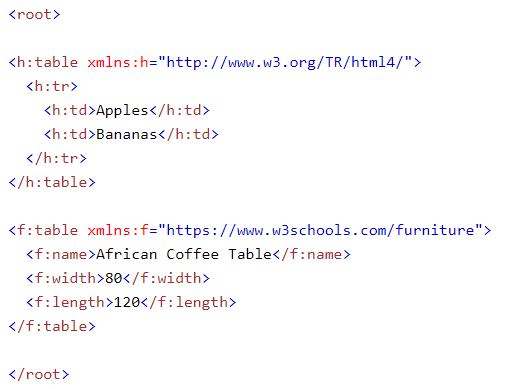 <root>
<h:table xmlns:h="http://www.w3.org/TR/html4/">
<h:tr>
<h:td>Apples</h:td>
<h:td>Bananas</h:td>
</h:tr>
</h:table>
<f:table xmlns:f="https://www.w3schools.com/furniture">
<f:name>African Coffee Table</f:name>
<f:width>80</f:width>
<f:length>120</f:length>
</f:table>
</root>